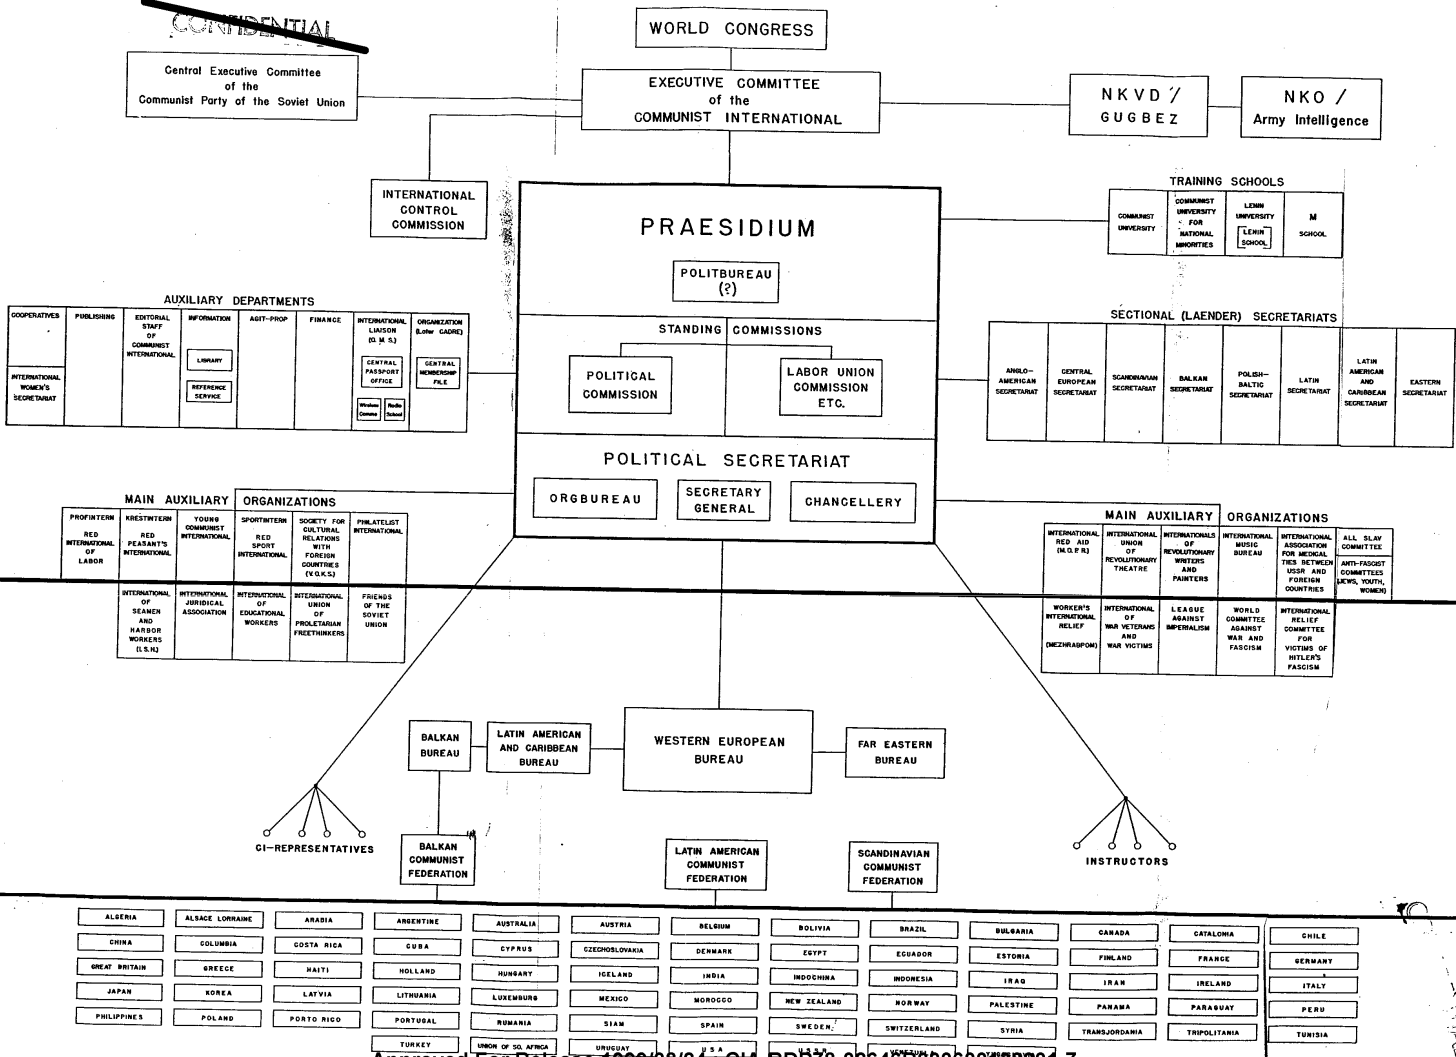 CONFIDENTIAL
WORLD CONGRESS
Central Executive Committee
of the
Communist Party of the Soviet Union
EXECUTIVE COMMITTEE
of the
COMMUNIST INTERNATIONAL
NKVD /
GUGBEZ
NKO /
Army Intelligence
INTERNATIONAL
CONTROL
COMMISSION
TRAINING SCHOOLS
COMMUNIST
UNIVERSITY
COMMUNIST
UNIVERSITY
FOR
NATIONAL
MINORITIES
LENIN
UNIVERSITY
LENIN
SCHOOL
M
SCHOOL
PRAESIDIUM
POLITBUREAU
(?)
STANDING COMMISSIONS
POLITICAL
COMMISSION
LABOR UNION
COMMISSION
ETC.
POLITICAL SECRETARIAT
ORGBUREAU
SECRETARY
GENERAL
CHANCELLERY
AUXILIARY DEPARTMENTS
COOPERATIVES
INTERNATIONAL
WOMEN'S
SECRETARIAT
PUBLISHING
EDITORIAL
STAFF
OF
COMMUNIST
INTERNATIONAL
INFORMATION
LIBRARY
REFERENCE
SERVICE
AGIT-PROP
FINANCE
INTERNATIONAL
LIAISON
(O. M. S.)
CENTRAL
PASSPORT
OFFICE
Wireless
Comms
Radio
School
ORGANIZATION
(Later CADRE)
CENTRAL
MEMBERSHIP
FILE
SECTIONAL (LAENDER) SECRETARIATS
ANGLO-
AMERICAN
SECRETARIAT
CENTRAL
EUROPEAN
SECRETARIAT
SCANDINAVIAN
SECRETARIAT
BALKAN
SECRETARIAT
POLISH-
BALTIC
SECRETARIAT
LATIN
SECRETARIAT
LATIN
AMERICAN
AND
CARIBBEAN
SECRETARIAT
EASTERN
SECRETARIAT
MAIN AUXILIARY ORGANIZATIONS
PROFINTERN
RED
INTERNATIONAL
OF
LABOR
KRESTINTERN
RED
PEASANT'S
INTERNATIONAL
YOUNG
COMMUNIST
INTERNATIONAL
SPORTINTERN
RED
SPORT
INTERNATIONAL
SOCIETY FOR
CULTURAL
RELATIONS
WITH
FOREIGN
COUNTRIES
(V.O.K.S.)
PHILATELIST
INTERNATIONAL
INTERNATIONAL
OF
SEAMEN
AND
HARBOR
WORKERS
(I.S.H.)
INTERNATIONAL
JURIDICAL
ASSOCIATION
INTERNATIONAL
OF
EDUCATIONAL
WORKERS
INTERNATIONAL
UNION
OF
PROLETARIAN
FREETHINKERS
FRIENDS
OF THE
SOVIET
UNION
MAIN AUXILIARY ORGANIZATIONS
INTERNATIONAL
RED AID
(M.O.P.R.)
INTERNATIONAL
UNION
OF
REVOLUTIONARY
THEATRE
INTERNATIONALS
OF
REVOLUTIONARY
WRITERS
AND
PAINTERS
INTERNATIONAL
MUSIC
BUREAU
INTERNATIONAL
ASSOCIATION
FOR MEDICAL
TIES BETWEEN
USSR AND
FOREIGN
COUNTRIES
ALL SLAV
COMMITTEE
ANTI-FASCIST
COMMITTEES
(JEWS, YOUTH,
WOMEN)
WORKER'S
INTERNATIONAL
RELIEF
(MEZHRABPOM)
INTERNATIONAL
OF
WAR VETERANS
AND
WAR VICTIMS
LEAGUE
AGAINST
IMPERIALISM
WORLD
COMMITTEE
AGAINST
WAR AND
FASCISM
INTERNATIONAL
RELIEF
COMMITTEE
FOR
VICTIMS OF
HITLER'S
FASCISM
BALKAN
BUREAU
LATIN AMERICAN
AND CARIBBEAN
BUREAU
WESTERN EUROPEAN
BUREAU
FAR EASTERN
BUREAU
CI-REPRESENTATIVES
INSTRUCTORS
BALKAN
COMMUNIST
FEDERATION
LATIN AMERICAN
COMMUNIST
FEDERATION
SCANDINAVIAN
COMMUNIST
FEDERATION
ALGERIA ALSACE LORRAINE ARABIA ARGENTINE AUSTRALIA AUSTRIA BELGIUM BOLIVIA BRAZIL BULGARIA CANADA CATALONIA CHILE
CHINA COLUMBIA COSTA RICA CUBA CYPRUS CZECHOSLOVAKIA DENMARK EGYPT ECUADOR ESTORIA FINLAND FRANCE GERMANY
GREAT BRITAIN GREECE HAITI HOLLAND HUNGARY ICELAND INDIA INDOCHINA INDONESIA IRAQ IRAN IRELAND ITALY
JAPAN KOREA LATVIA LITHUANIA LUXEMBURG MEXICO MOROCCO NEW ZEALAND NORWAY PALESTINE PANAMA PARAGUAY PERU
PHILIPPINES POLAND PORTO RICO PORTUGAL RUMANIA SIAM SPAIN SWEDEN SWITZERLAND SYRIA TRANSJORDANIA TRIPOLITANIA TUNISIA
TURKEY UNION OF SO. AFRICA URUGUAY USA USSR VENEZUELA
Approved For Release